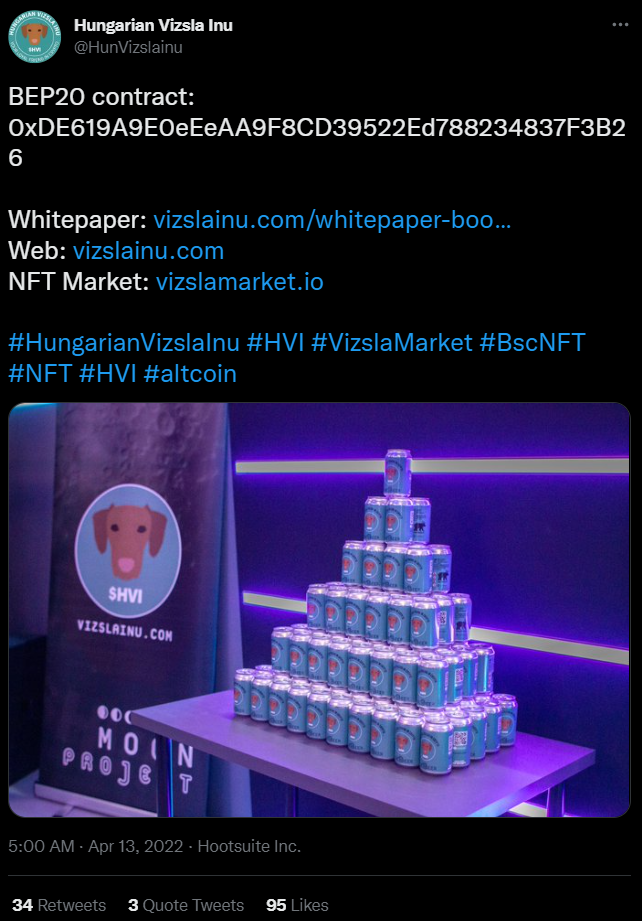 Hungarian Vizsla Inu
@HunVizslainu
BEP20 contract:
0xDE619A9E0eEeAA9F8CD39522Ed788234837F3B2
6
Whitepaper: vizslainu.com/whitepaper-boo...
Web: vizslainu.com
NFT Market: vizslamarket.io
#HungarianVizslaInu #HVI #VizslaMarket #BscNFT
#NFT #HVI #altcoin
$HVI
VIZSLAINU.COM
MOON
PROJECT
5:00 AM · Apr 13, 2022 · Hootsuite Inc.
34 Retweets 3 Quote Tweets 95 Likes